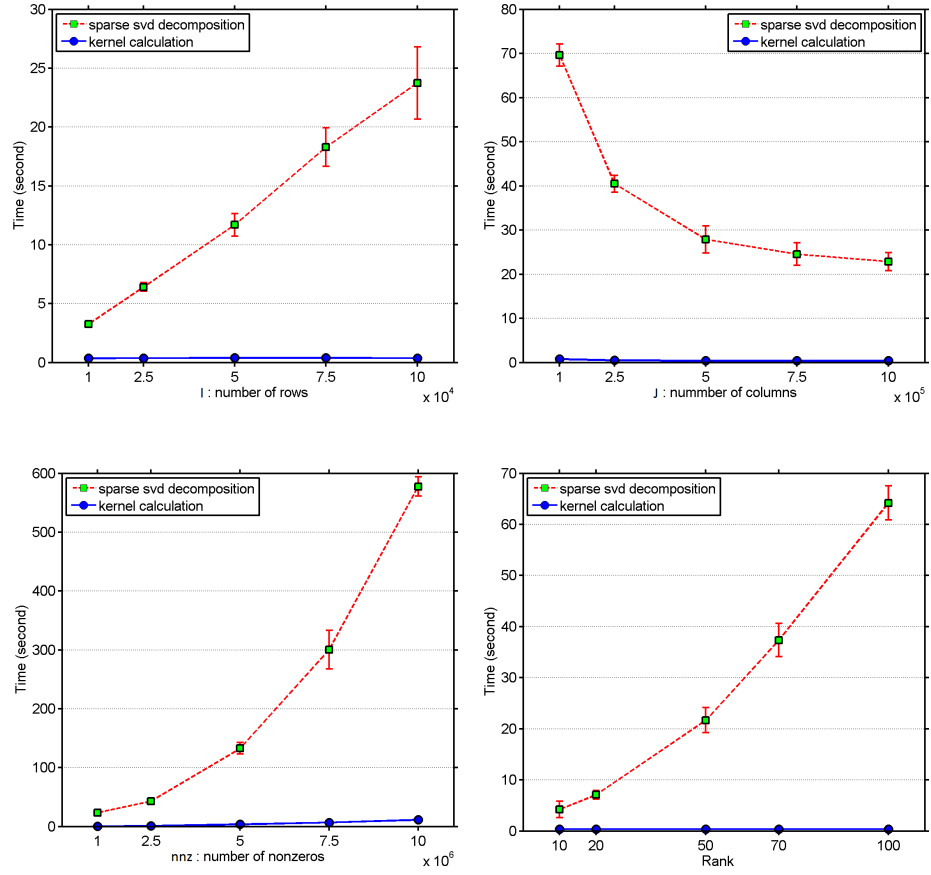 sparse svd decomposition
kernel calculation
30
25
20
15
10
5
0
Time (second)
1 2.5 5 7.5 10
I : number of rows
x 10^4
sparse svd decomposition
kernel calculation
80
70
60
50
40
30
20
10
0
Time (second)
1 2.5 5 7.5 10
J : nummber of columns
x 10^5
sparse svd decomposition
kernel calculation
600
500
400
300
200
100
0
Time (second)
1 2.5 5 7.5 10
nnz : number of nonzeros
x 10^6
sparse svd decomposition
kernel calculation
70
60
50
40
30
20
10
0
Time (second)
10 20 50 70 100
Rank